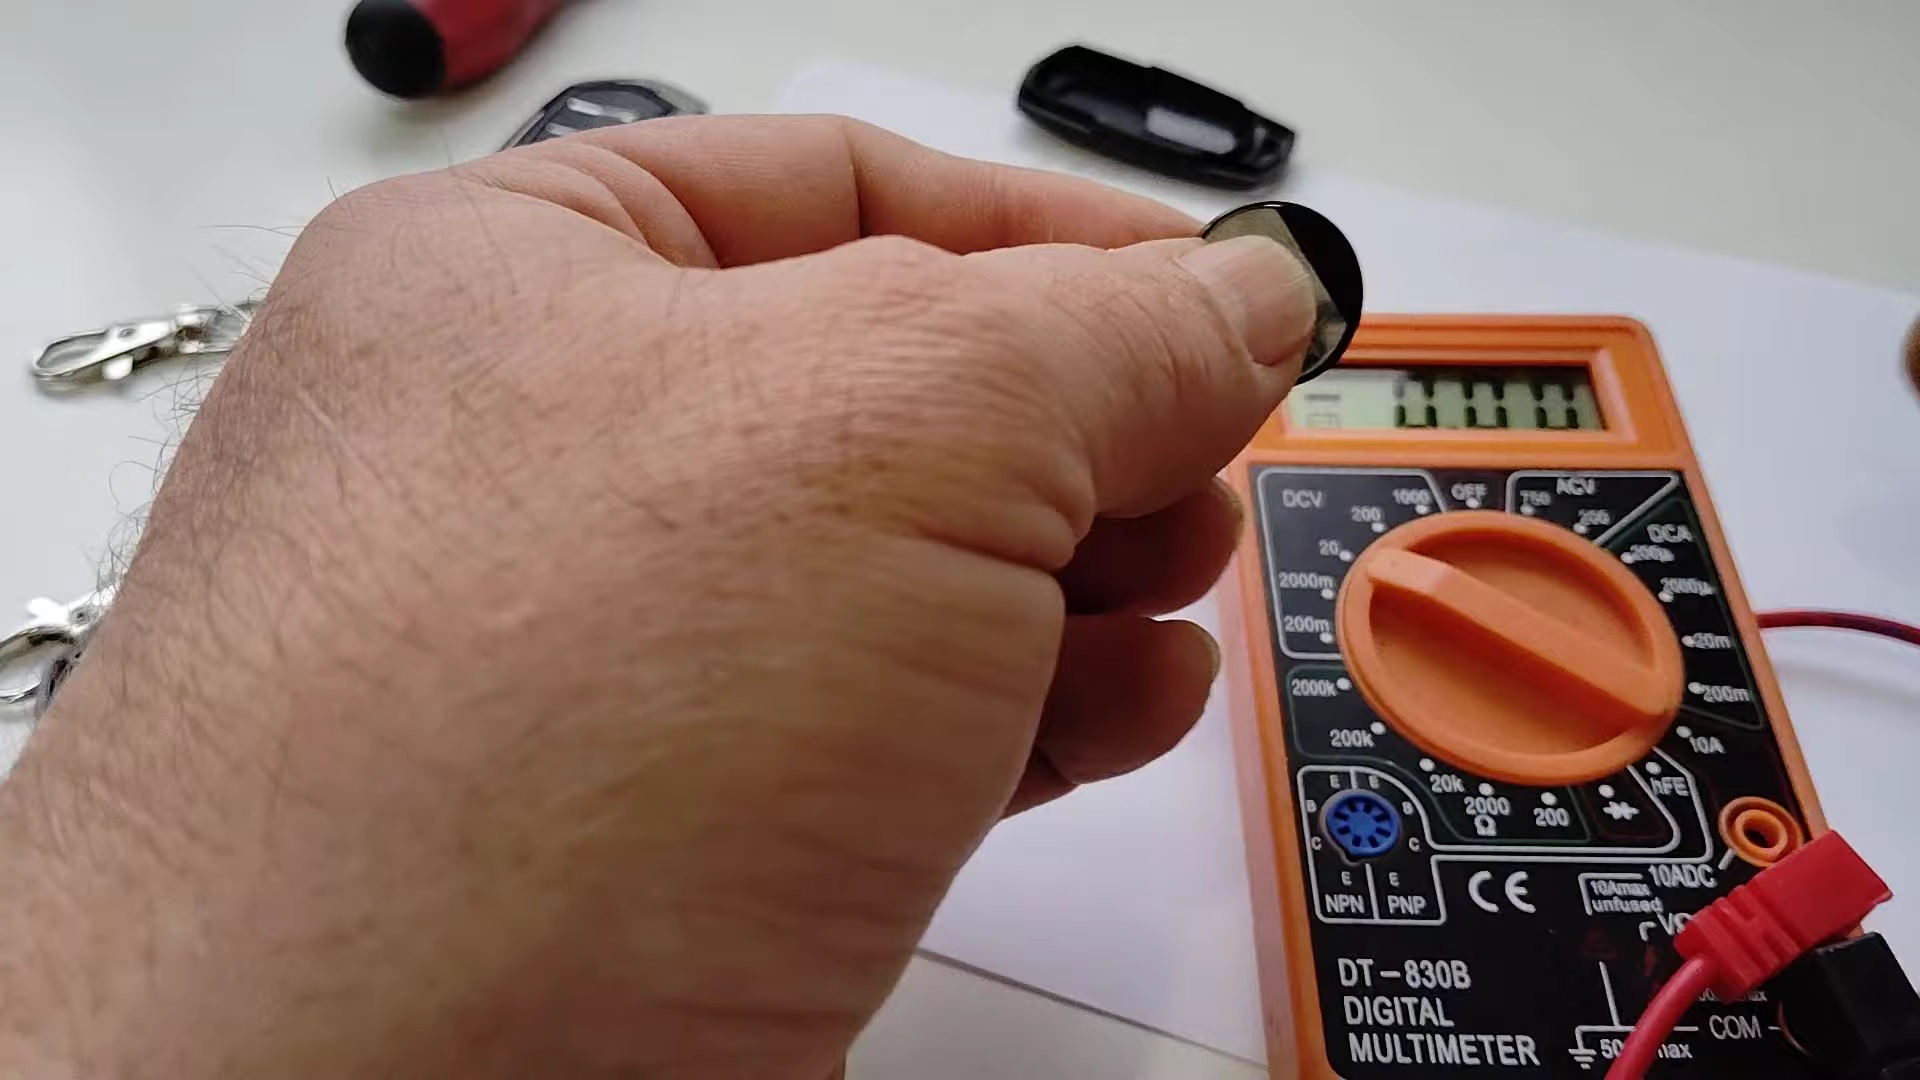 DCV
1000
OFF
750
ACV
200
200
DCA
200µ
20
2000µ
2000m
200m
20m
2000k
200m
200k
10A
20k
2000
Ω
200
hFE
E E
B B
C C
E E
NPN PNP
CE
10Amax
unfused
10ADC
DT-830B
DIGITAL
MULTIMETER
COM